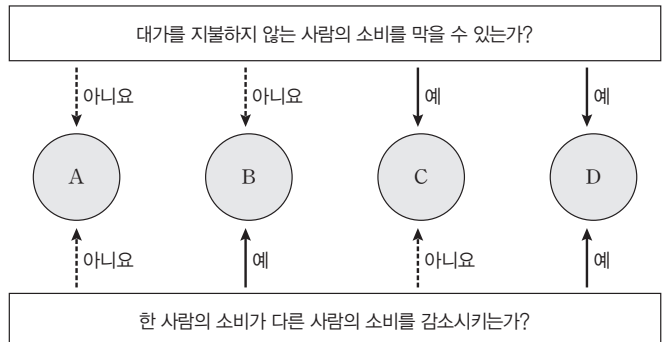 대가를 지불하지 않는 사람의 소비를 막을 수 있는가?
아니요 아니요 예 예
A B C D
아니요 예 아니요 예
한 사람의 소비가 다른 사람의 소비를 감소시키는가?